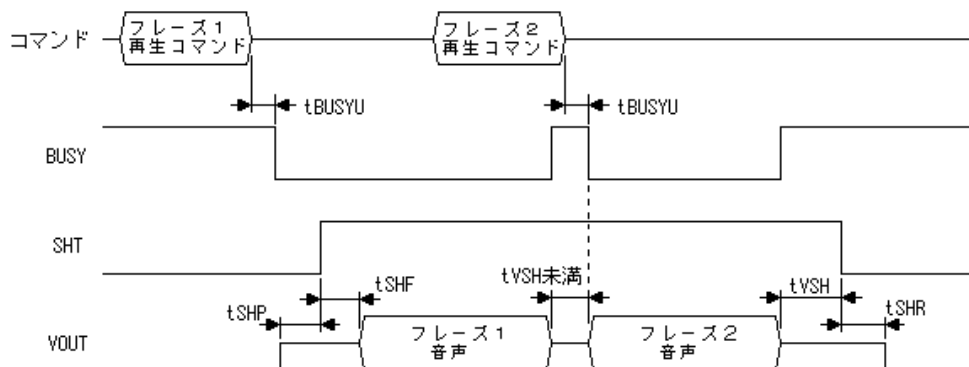 コマンド
フレーズ１
再生コマンド
フレーズ２
再生コマンド
tBUSYU
tBUSYU
BUSY
SHT
tSHP
tSHF
tVSH未満
tVSH
tSHR
VOUT
フレーズ１
音声
フレーズ２
音声